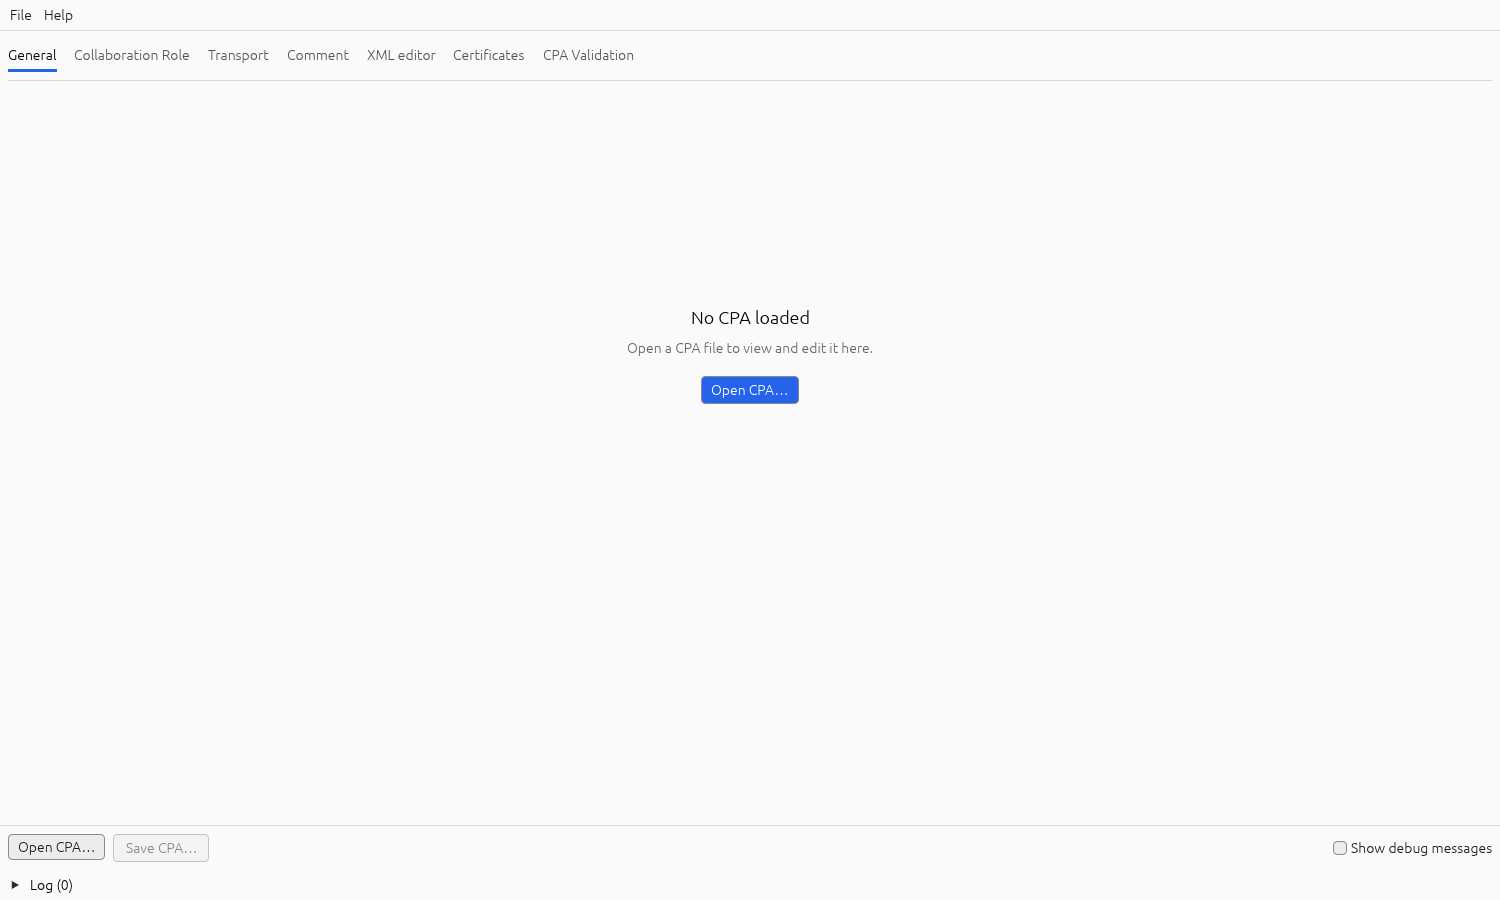 File Help
General Collaboration Role Transport Comment XML editor Certificates CPA Validation
No CPA loaded
Open a CPA file to view and edit it here.
Open CPA...
Open CPA... Save CPA... Show debug messages
Log (0)